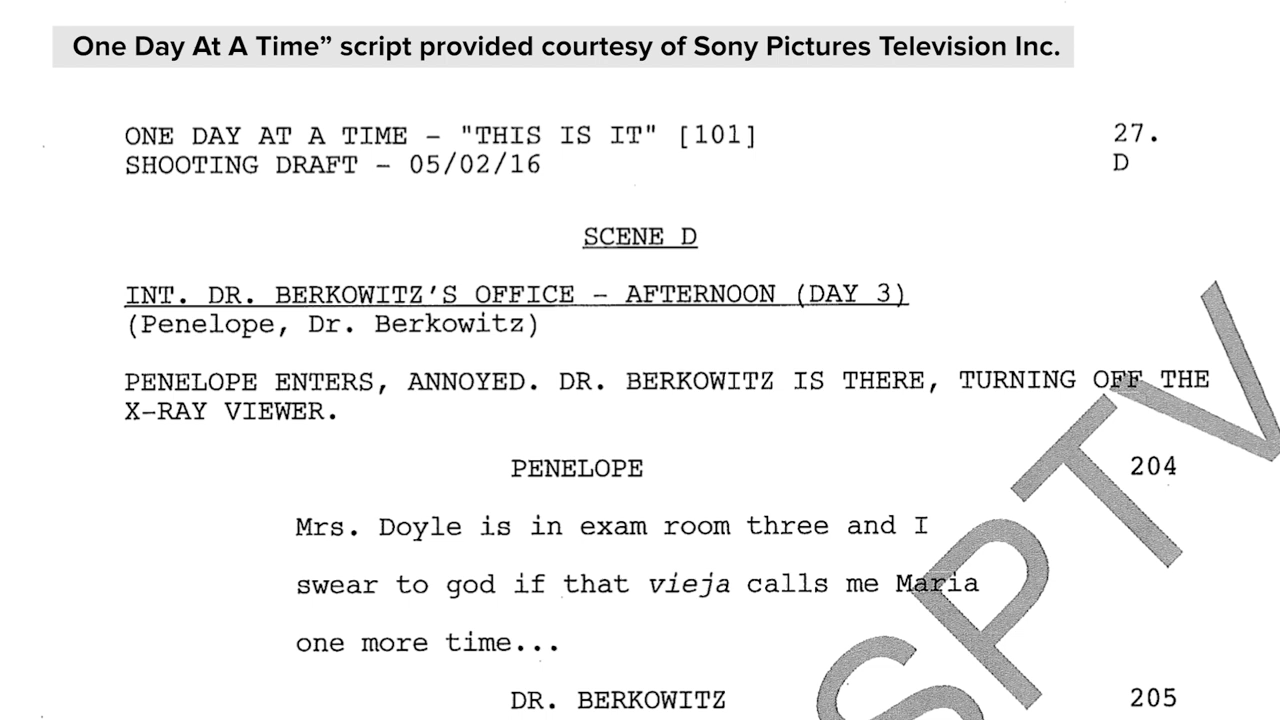 One Day At A Time” script provided courtesy of Sony Pictures Television Inc.
ONE DAY AT A TIME – "THIS IS IT" [101] 27.
SHOOTING DRAFT – 05/02/16 D
SCENE D
INT. DR. BERKOWITZ'S OFFICE – AFTERNOON (DAY 3)
(Penelope, Dr. Berkowitz)
PENELOPE ENTERS, ANNOYED. DR. BERKOWITZ IS THERE, TURNING OFF THE
X-RAY VIEWER.
PENELOPE 204
Mrs. Doyle is in exam room three and I
swear to god if that vieja calls me Maria
one more time...
DR. BERKOWITZ 205
SPTV